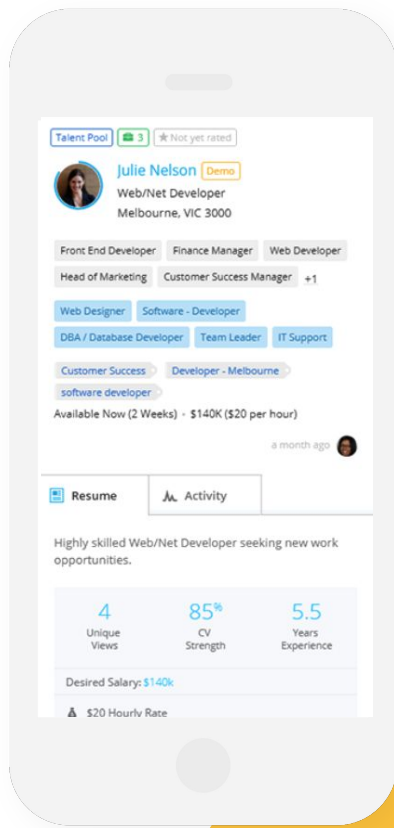 Talent Pool 3 Not yet rated
Julie Nelson Demo
Web/Net Developer
Melbourne, VIC 3000
Front End Developer Finance Manager Web Developer
Head of Marketing Customer Success Manager +1
Web Designer Software - Developer
DBA / Database Developer Team Leader IT Support
Customer Success Developer - Melbourne
software developer
Available Now (2 Weeks) - $140K ($20 per hour)
a month ago
Resume Activity
Highly skilled Web/Net Developer seeking new work
opportunities.
4 85% 5.5
Unique CV Years
Views Strength Experience
Desired Salary: $140k
$20 Hourly Rate